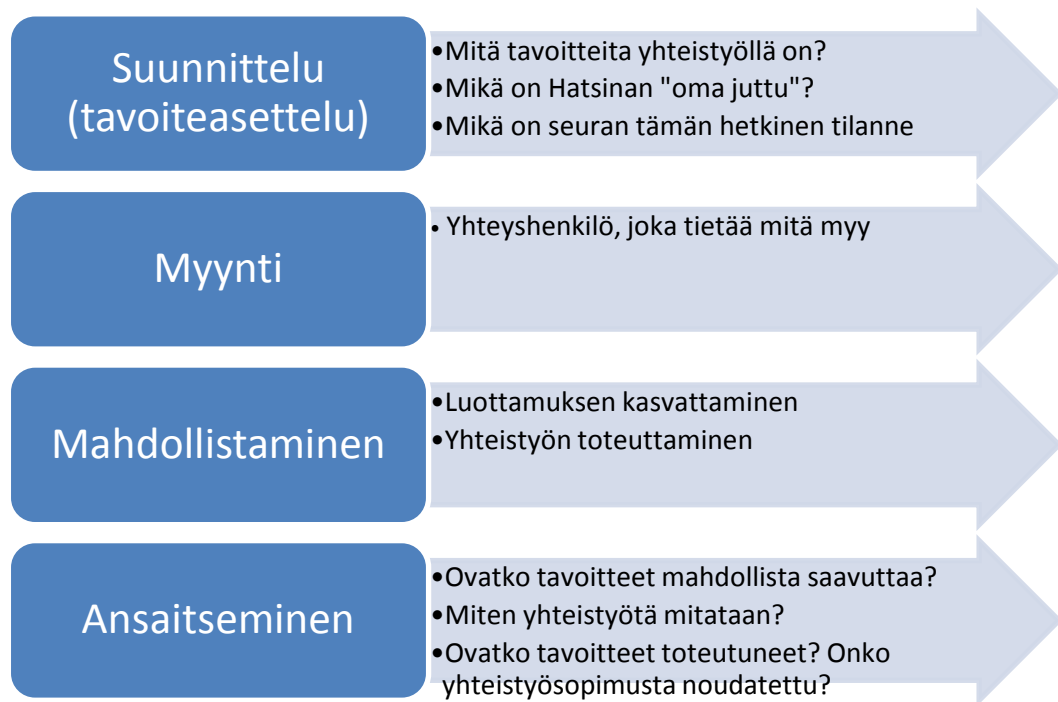 Suunnittelu
(tavoiteasettelu)
•Mitä tavoitteita yhteistyöllä on?
•Mikä on Hatsinan "oma juttu"?
•Mikä on seuran tämän hetkinen tilanne
Myynti
• Yhteyshenkilö, joka tietää mitä myy
Mahdollistaminen
•Luottamuksen kasvattaminen
•Yhteistyön toteuttaminen
Ansaitseminen
•Ovatko tavoitteet mahdollista saavuttaa?
•Miten yhteistyötä mitataan?
•Ovatko tavoitteet toteutuneet? Onko
yhteistyösopimusta noudatettu?